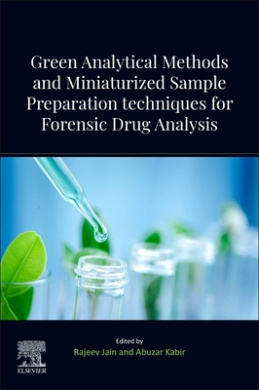 Green Analytical Methods
and Miniaturized Sample
Preparation techniques for
Forensic Drug Analysis
ELSEVIER
Edited by
Rajeev Jain and Abuzar Kabir